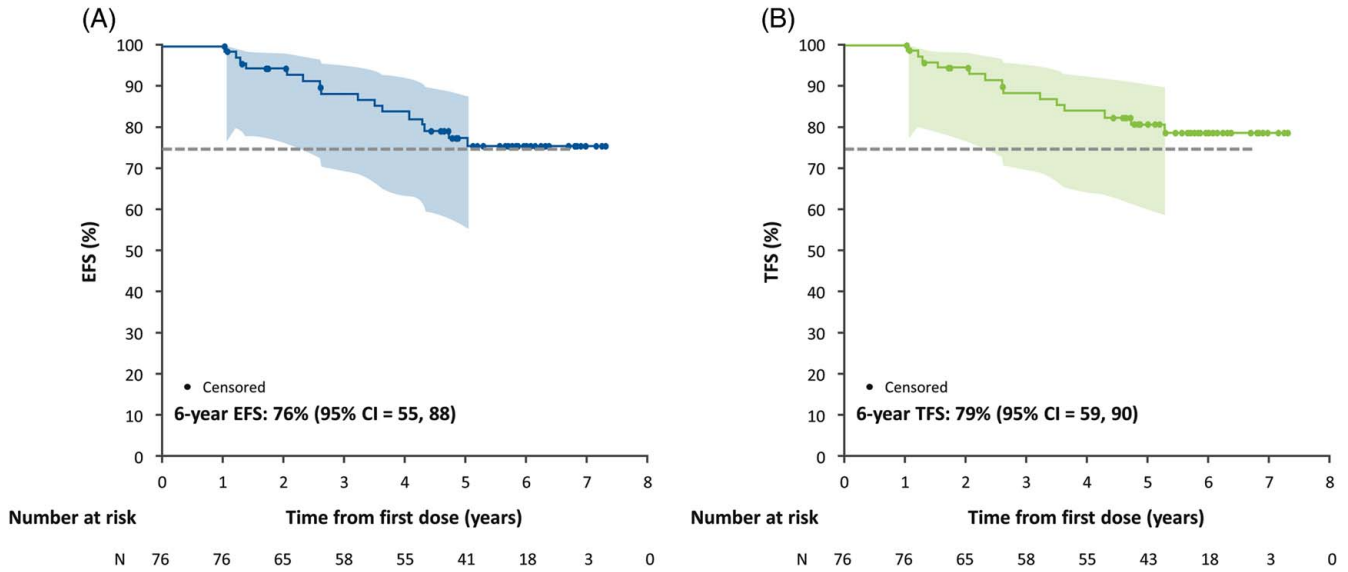 (A)
100
90
80
70
60
50
40
30
20
10
0
EFS (%)
Censored
6-year EFS: 76% (95% CI = 55, 88)
0 1 2 3 4 5 6 7 8
Number at risk
Time from first dose (years)
N 76 76 65 58 55 41 18 3 0
(B)
100
90
80
70
60
50
40
30
20
10
0
TFS (%)
Censored
6-year TFS: 79% (95% CI = 59, 90)
0 1 2 3 4 5 6 7 8
Number at risk
Time from first dose (years)
N 76 76 65 58 55 43 18 3 0